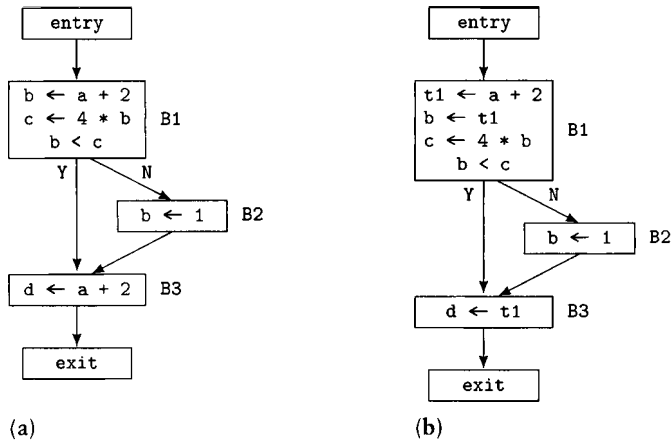 entry
b ← a + 2
c ← 4 * b
b < c
B1
Y
N
b ← 1
B2
d ← a + 2
B3
exit
(a)
entry
t1 ← a + 2
b ← t1
c ← 4 * b
b < c
B1
Y
N
b ← 1
B2
d ← t1
B3
exit
(b)